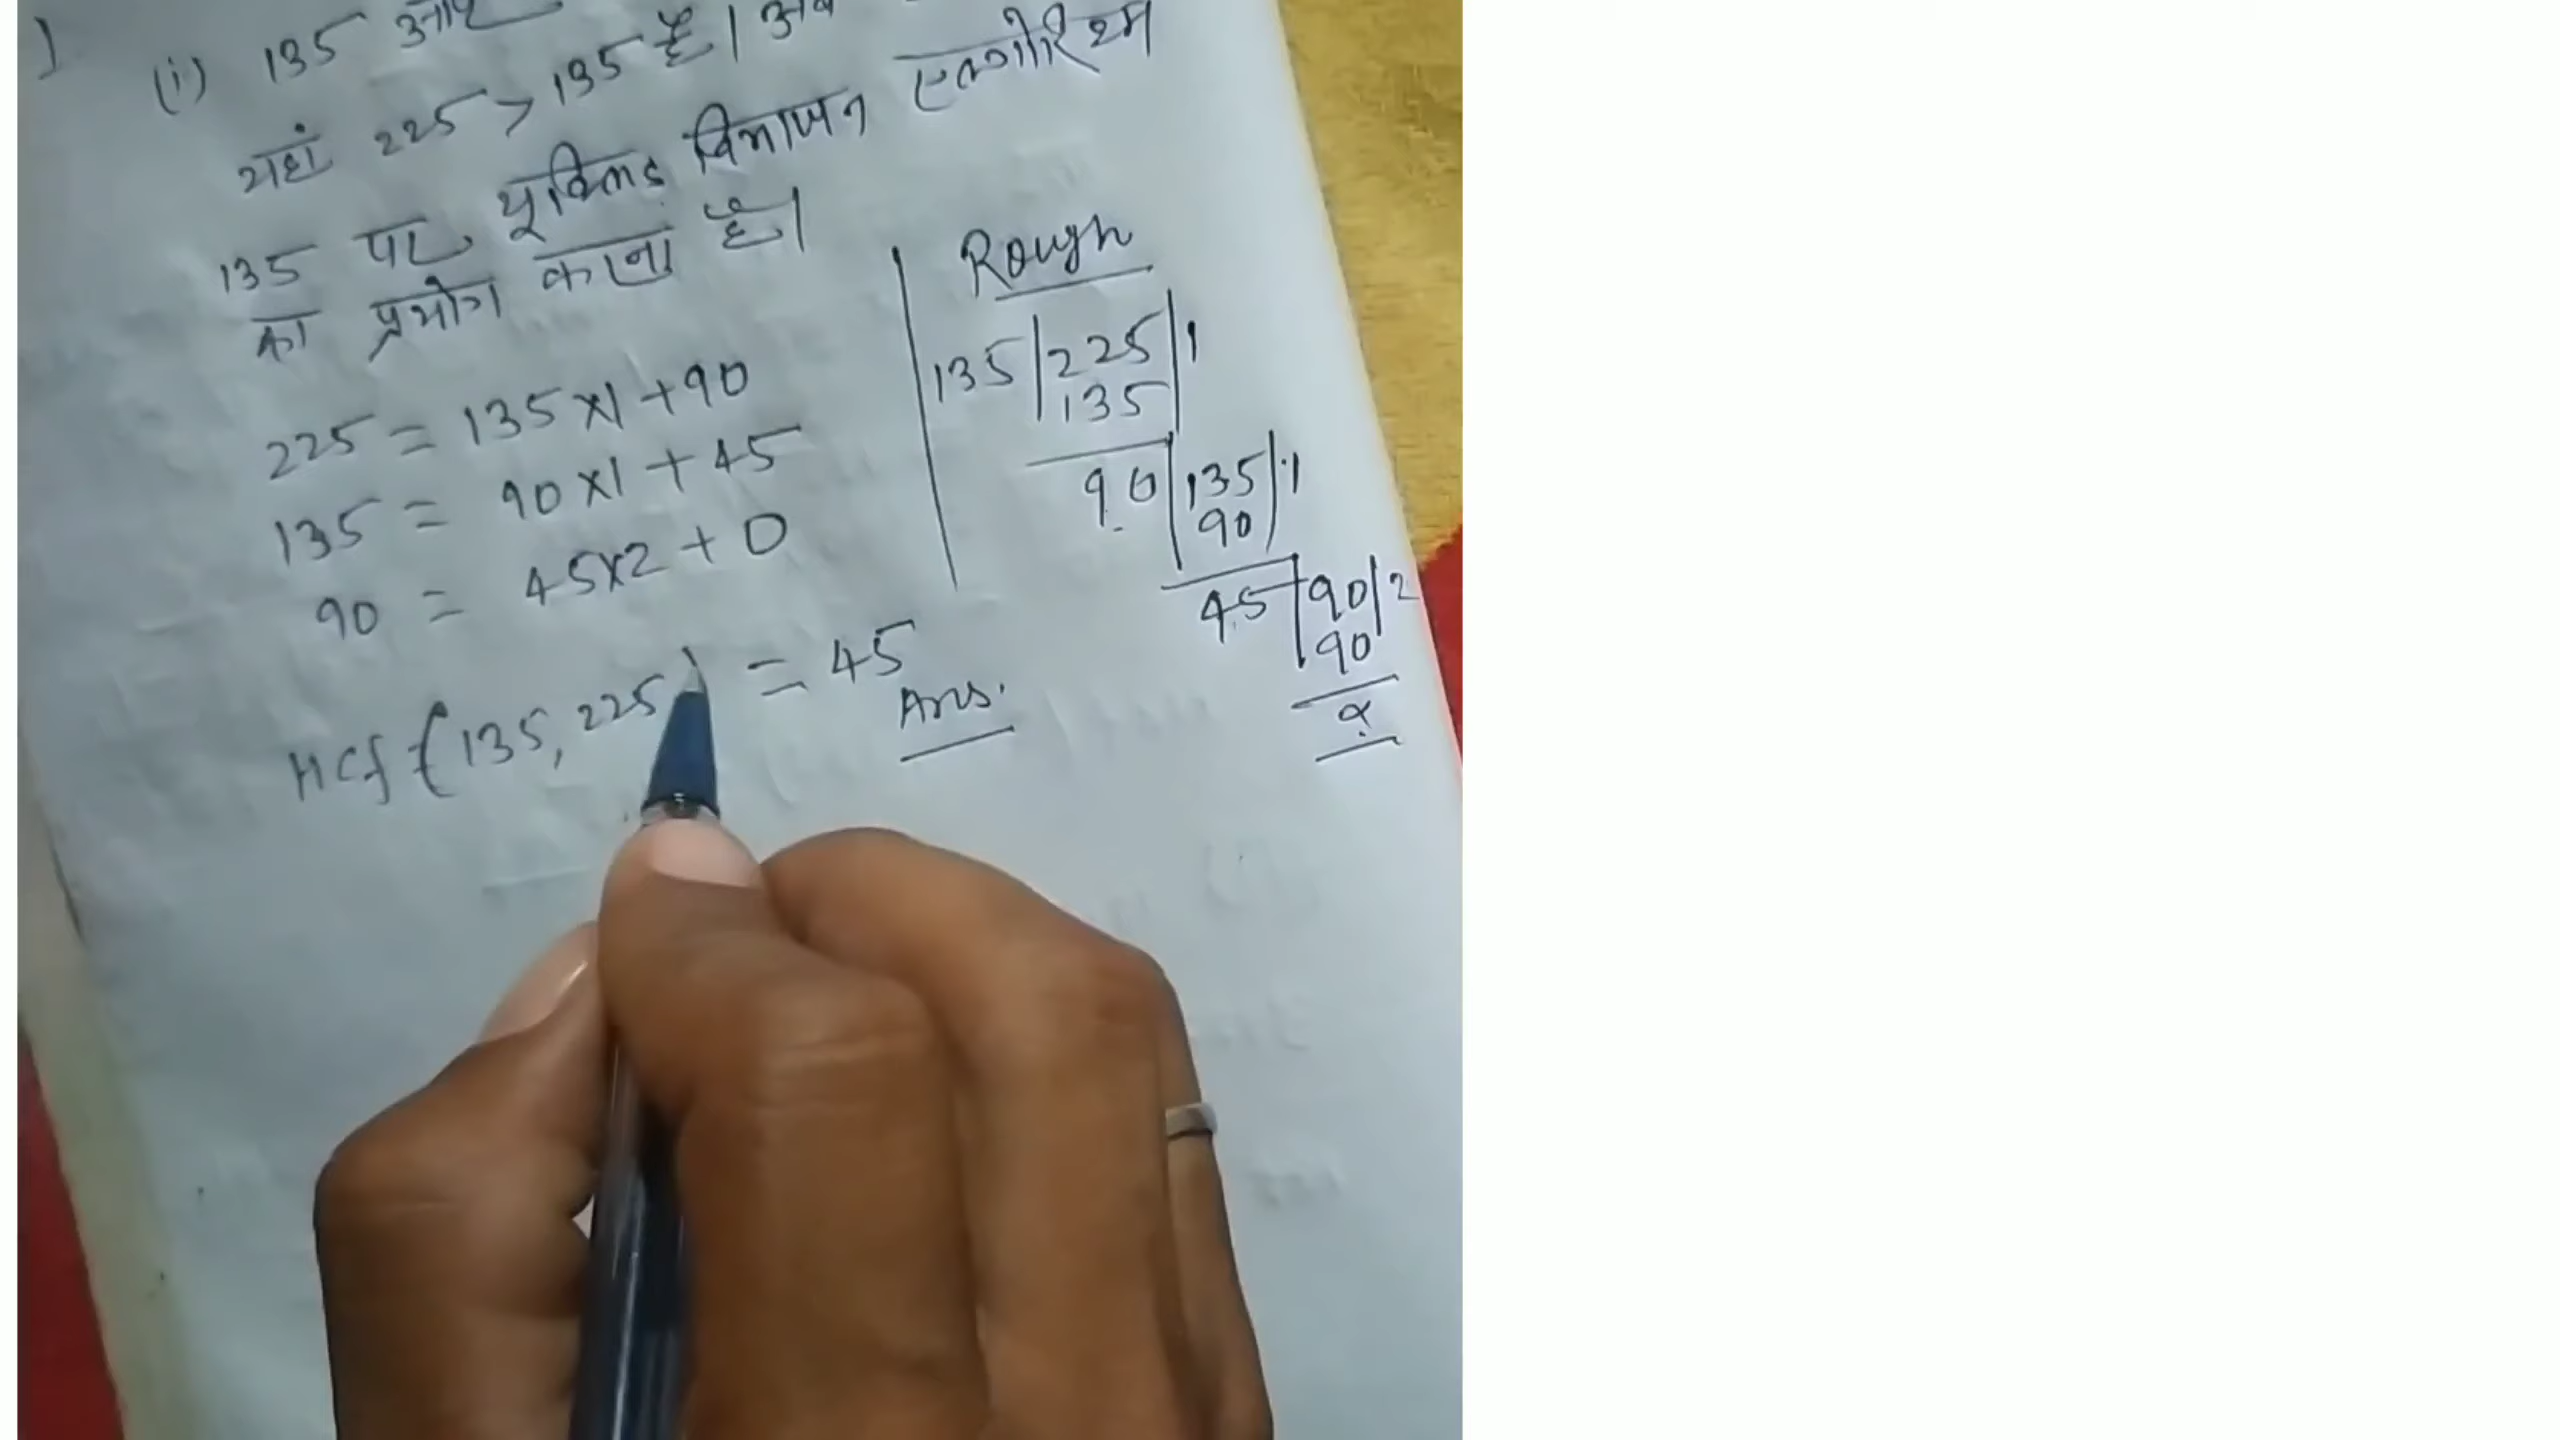 (i) 135 और
यहां 225 > 135 है। अब
135 पर यूक्लिड विभाजन एल्गोरिथ्म
का प्रयोग करना है।
225 = 135×1+90
135 = 90×1+45
90 = 45×2+0
HCf (135, 225) = 45
Ans.
Rough
135|225|1
135
90|135|1
90
45|90|2
90
×